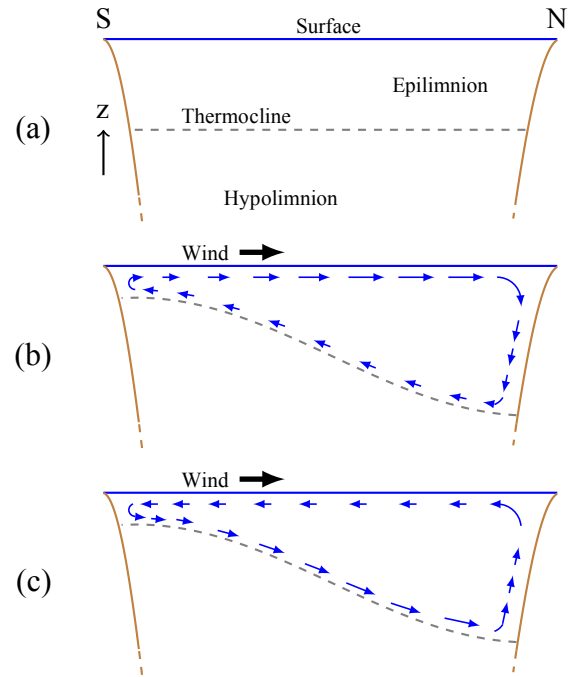 S N
Surface
Epilimnion
z
Thermocline
(a)
Hypolimnion
Wind
(b)
Wind
(c)